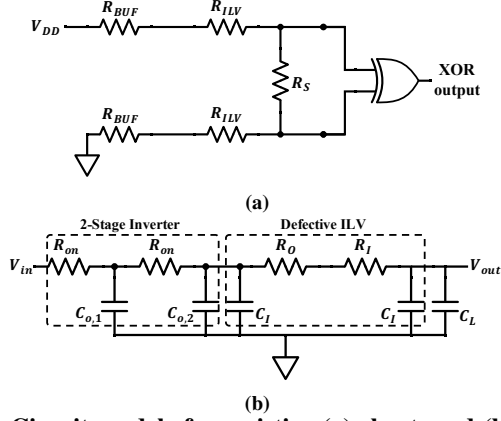 V_DD R_BUF R_ILV
R_S
XOR
output
R_BUF R_ILV
(a)
2-Stage Inverter Defective ILV
V_in R_on R_on R_O R_I V_out
C_o,1 C_o,2 C_I C_I C_L
(b)
Circuit